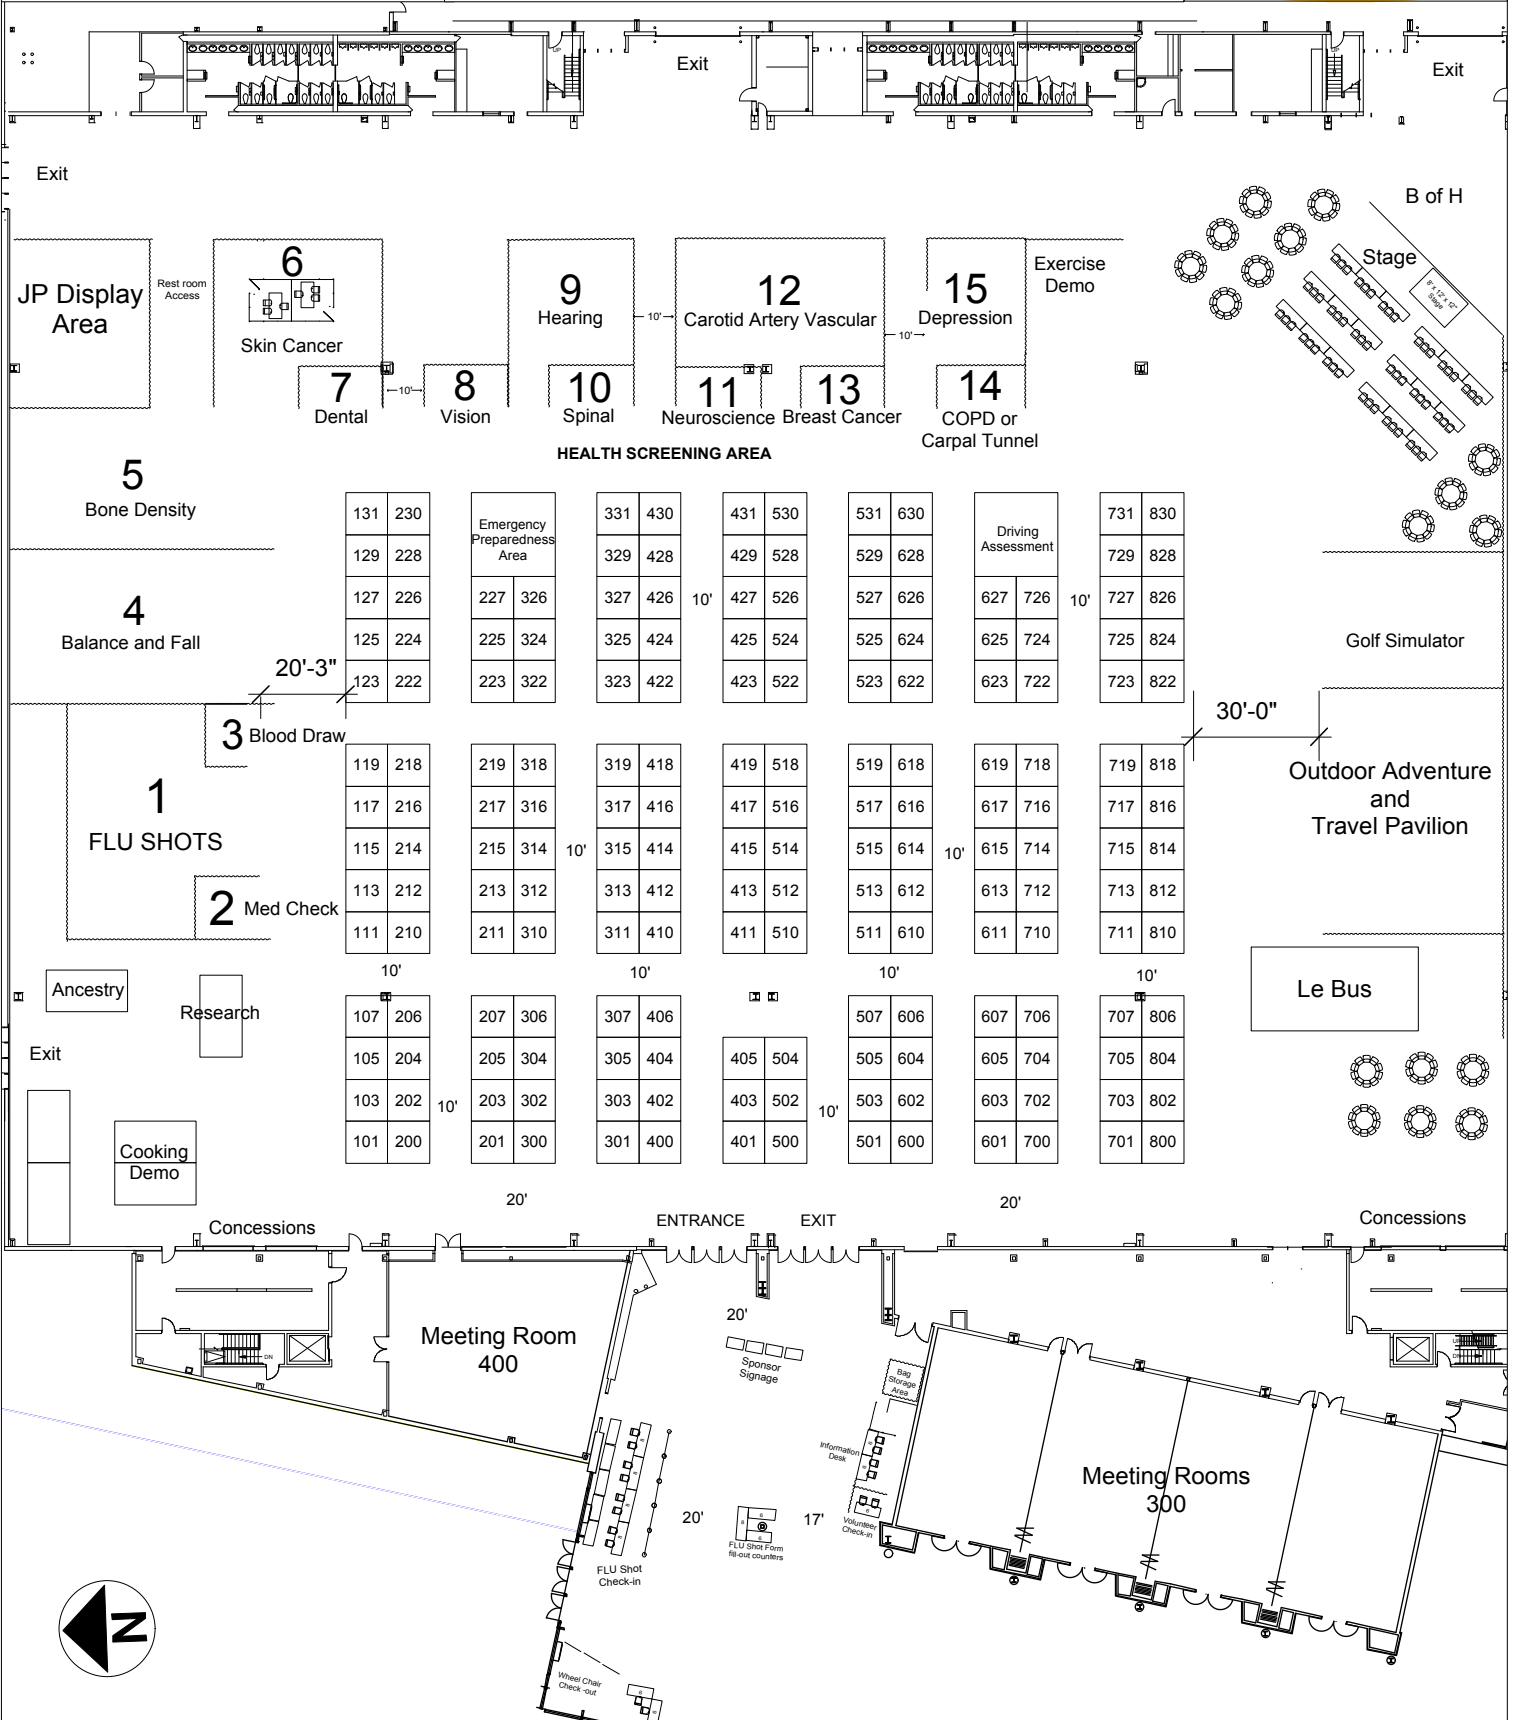 UP
Exit
UP
Exit
Exit
B of H
Stage
8' x 12' x 12"
Stage
JP Display
Area
Rest room
Access
6
Skin Cancer
7
Dental
10'
8
Vision
9
Hearing
10
Spinal
10'
12
Carotid Artery Vascular
11
Neuroscience
13
Breast Cancer
10'
15
Depression
14
COPD or
Carpal Tunnel
Exercise
Demo
HEALTH SCREENING AREA
5
Bone Density
4
Balance and Fall
20'-3"
3 Blood Draw
1
FLU SHOTS
2 Med Check
131 230
129 228
127 226
125 224
123 222
Emergency
Preparedness
Area
227 326
225 324
223 322
331 430
329 428
327 426
325 424
323 422
10'
431 530
429 528
427 526
425 524
423 522
531 630
529 628
527 626
525 624
523 622
Driving
Assessment
627 726
625 724
623 722
10'
731 830
729 828
727 826
725 824
723 822
Golf Simulator
30'-0"
Outdoor Adventure
and
Travel Pavilion
119 218
117 216
115 214
113 212
111 210
219 318
217 316
215 314
213 312
211 310
10'
319 418
317 416
315 414
313 412
311 410
419 518
417 516
415 514
413 512
411 510
519 618
517 616
515 614
513 612
511 610
10'
619 718
617 716
615 714
613 712
611 710
719 818
717 816
715 814
713 812
711 810
10'
10'
10'
10'
Ancestry
Research
Exit
Cooking
Demo
Le Bus
107 206
105 204
103 202
101 200
10'
207 306
205 304
203 302
201 300
307 406
305 404
303 402
301 400
405 504
403 502
401 500
10'
507 606
505 604
503 602
501 600
607 706
605 704
603 702
601 700
707 806
705 804
703 802
701 800
20'
20'
Concessions
ENTRANCE
EXIT
Concessions
DN
Meeting Room
400
20'
Sponsor
Signage
Bag
Storage
Area
UP
DN
Information
Desk
Meeting Rooms
300
Volunteer
Check-in
20'
17'
8
6
6
FLU Shot Form
fill-out counters
FLU Shot
Check-in
N
Wheel Chair
Check -out
6
8